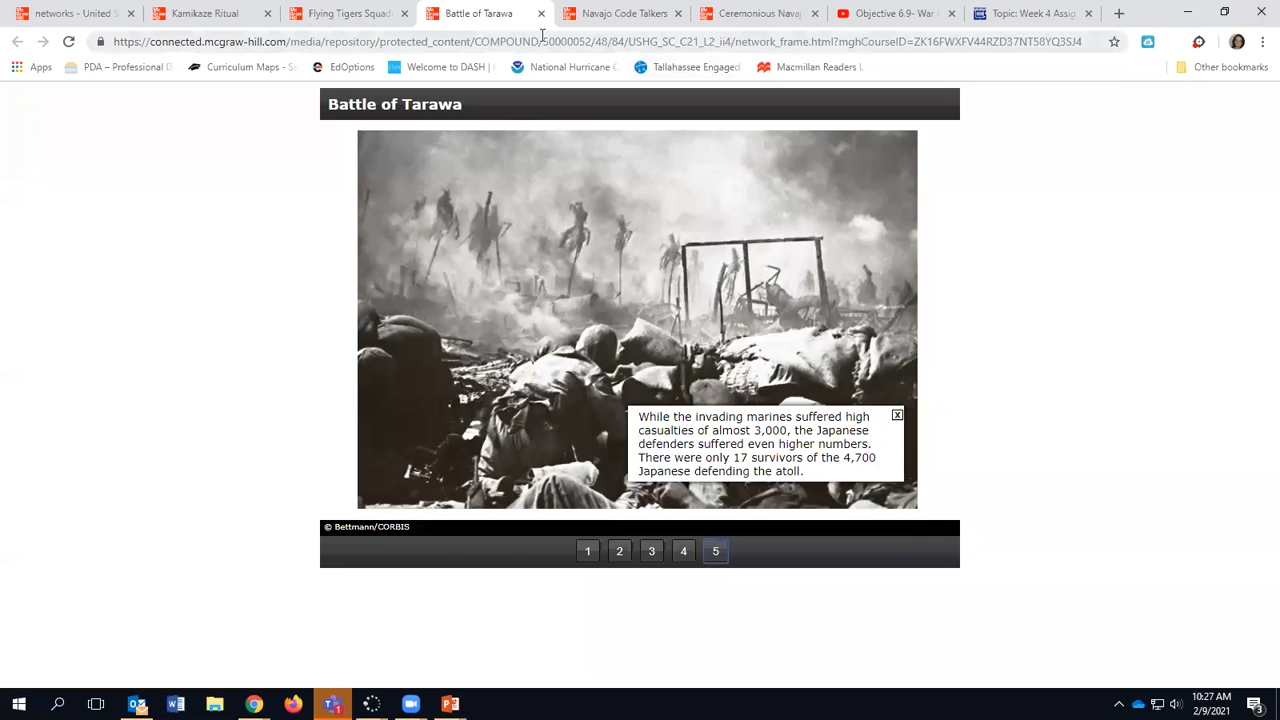 networks - United S
Kamikaze Ritual
Flying Tigers Squad
Battle of Tarawa
Navajo Code Talkers
Ceremonious Navaj
Objective 6.9- War I
Topic: Week 4 Assig
https://connected.mcgraw-hill.com/media/repository/protected_content/COMPOUND/50000052/48/84/USHG_SC_C21_L2_ii4/network_frame.html?mghCourseID=ZK16FWXFV44RZD37NT58YQ3SJ4
Apps
PDA – Professional D
Curriculum Maps - Se
EdOptions
Welcome to DASH |
National Hurricane C
Tallahassee Engaged
Macmillan Readers L
Other bookmarks
Battle of Tarawa
While the invading marines suffered high
casualties of almost 3,000, the Japanese
defenders suffered even higher numbers.
There were only 17 survivors of the 4,700
Japanese defending the atoll.
X
© Bettmann/CORBIS
1 2 3 4 5
10:27 AM
2/9/2021